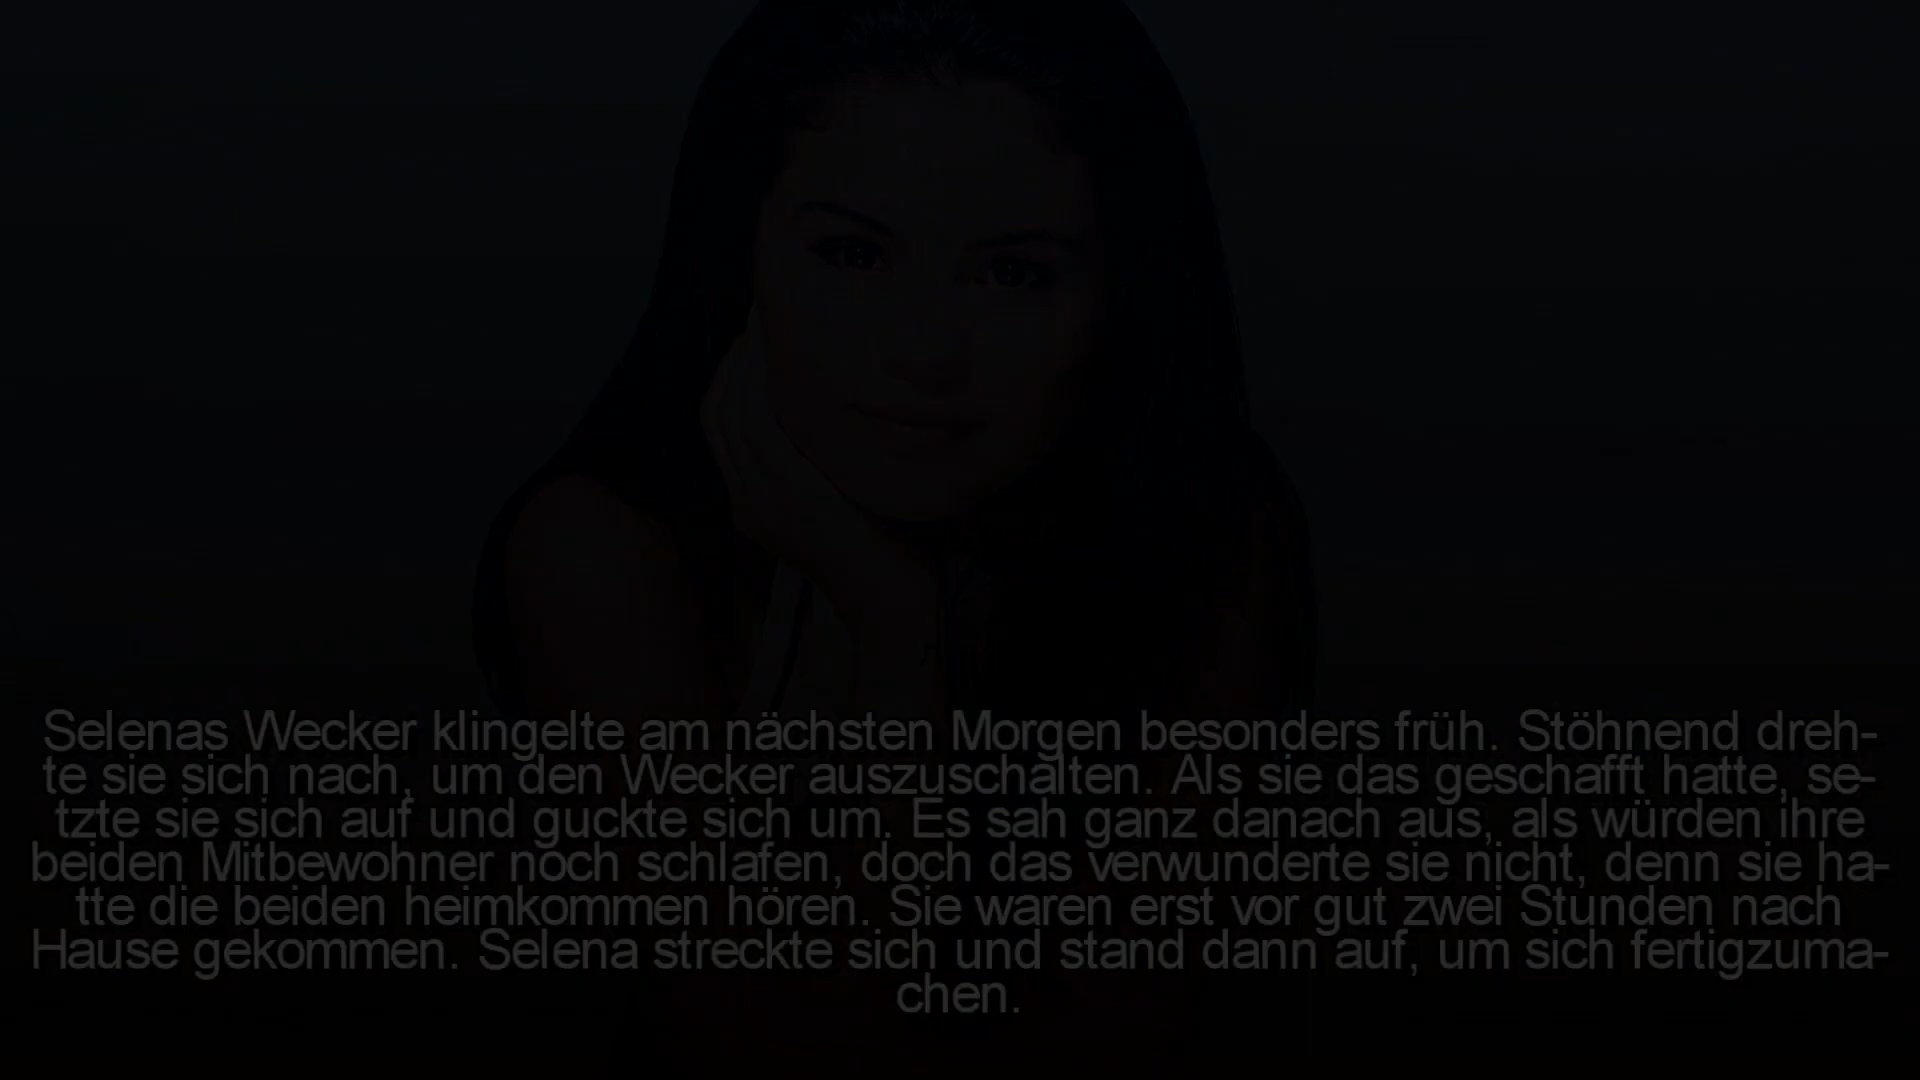 Selenas Wecker klingelte am nächsten Morgen besonders früh. Stöhnend dreh-
te sie sich nach, um den Wecker auszuschalten. Als sie das geschafft hatte, se-
tzte sie sich auf und guckte sich um. Es sah ganz danach aus, als würden ihre
beiden Mitbewohner noch schlafen, doch das verwunderte sie nicht, denn sie ha-
tte die beiden heimkommen hören. Sie waren erst vor gut zwei Stunden nach
Hause gekommen. Selena streckte sich und stand dann auf, um sich fertigzuma-
chen.